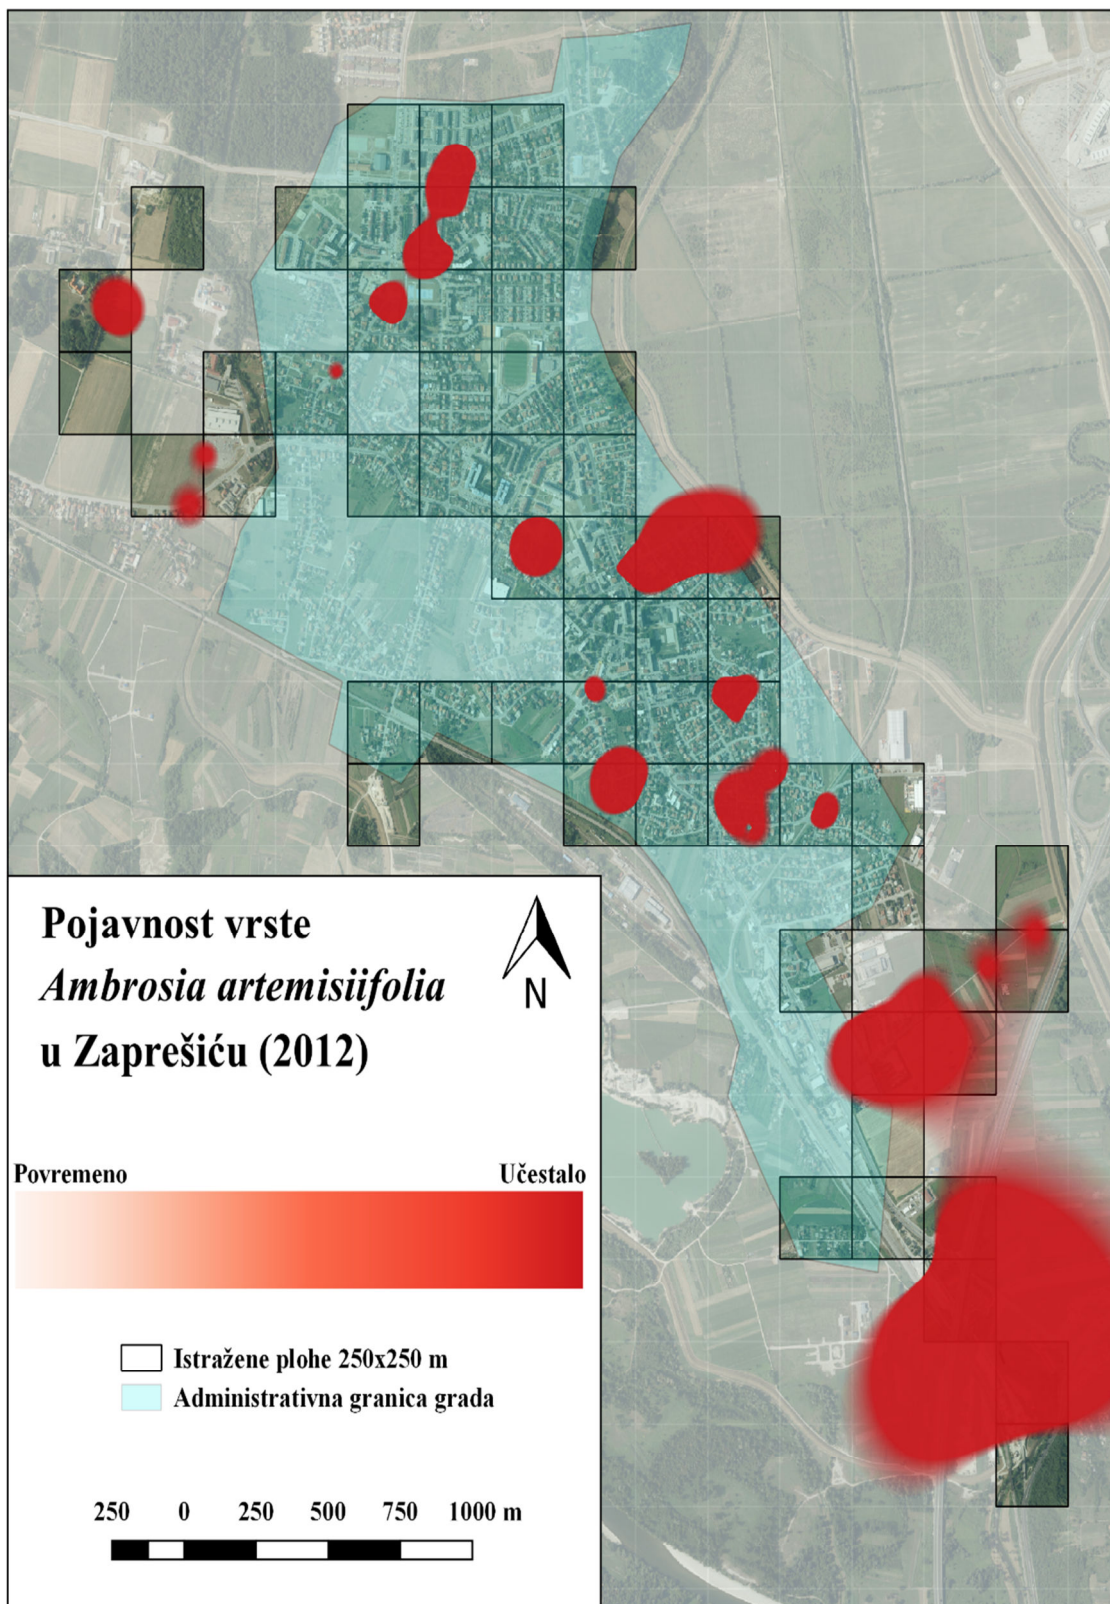 Pojavnost vrste
Ambrosia artemisiifolia
u Zaprešiću (2012)
N
Povremeno Učestalo
Istražene plohe 250x250 m
Administrativna granica grada
250 0 250 500 750 1000 m